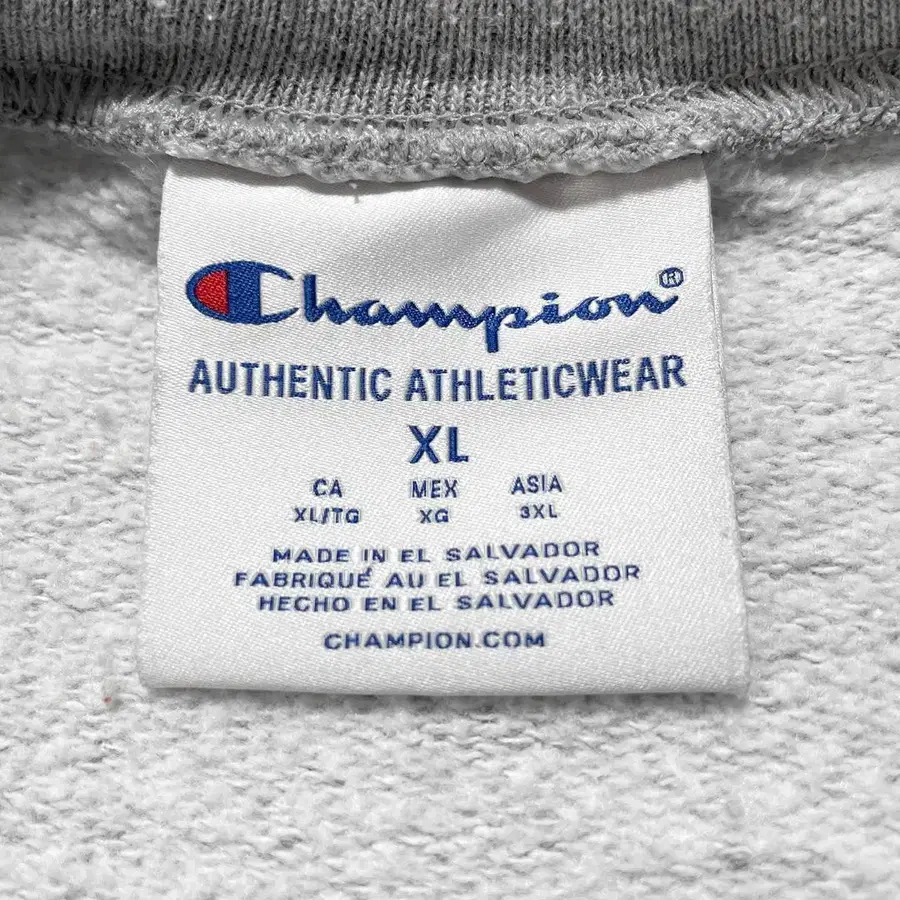 Champion®
AUTHENTIC ATHLETICWEAR
XL
CA MEX ASIA
XL/TG XG 3XL
MADE IN EL SALVADOR
FABRIQUÉ AU EL SALVADOR
HECHO EN EL SALVADOR
CHAMPION.COM